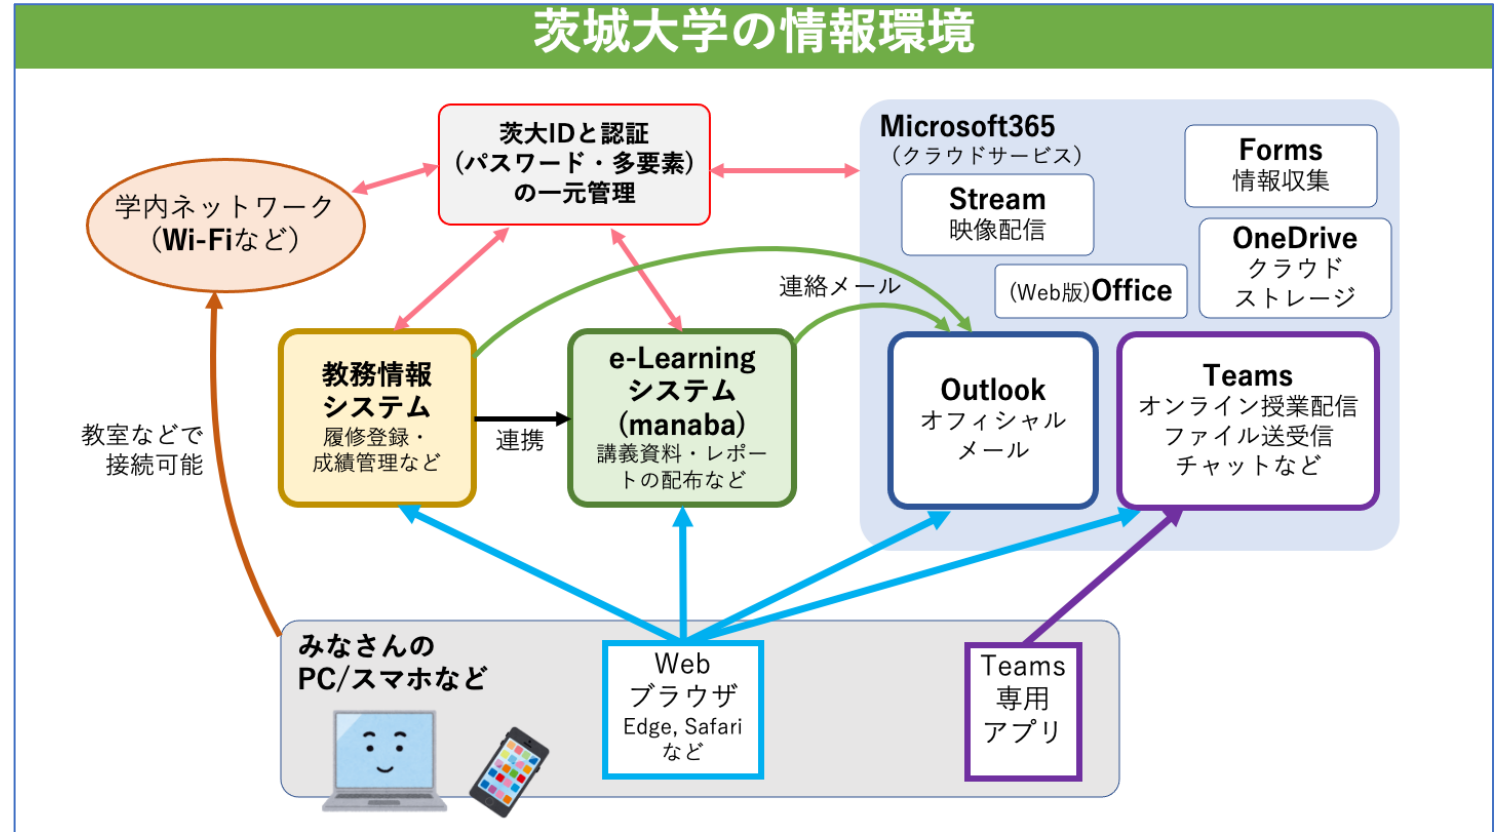 茨城大学の情報環境
茨大IDと認証
(パスワード・多要素)
の一元管理
学内ネットワーク
（Wi-Fiなど）
Microsoft365
（クラウドサービス）
Forms
情報収集
Stream
映像配信
OneDrive
クラウド
ストレージ
(Web版)Office
連絡メール
教務情報
システム
履修登録・
成績管理など
連携
e-Learning
システム
(manaba)
講義資料・レポー
トの配布など
Outlook
オフィシャル
メール
Teams
オンライン授業配信
ファイル送受信
チャットなど
教室などで
接続可能
みなさんの
PC/スマホなど
Web
ブラウザ
Edge, Safari
など
Teams
専用
アプリ